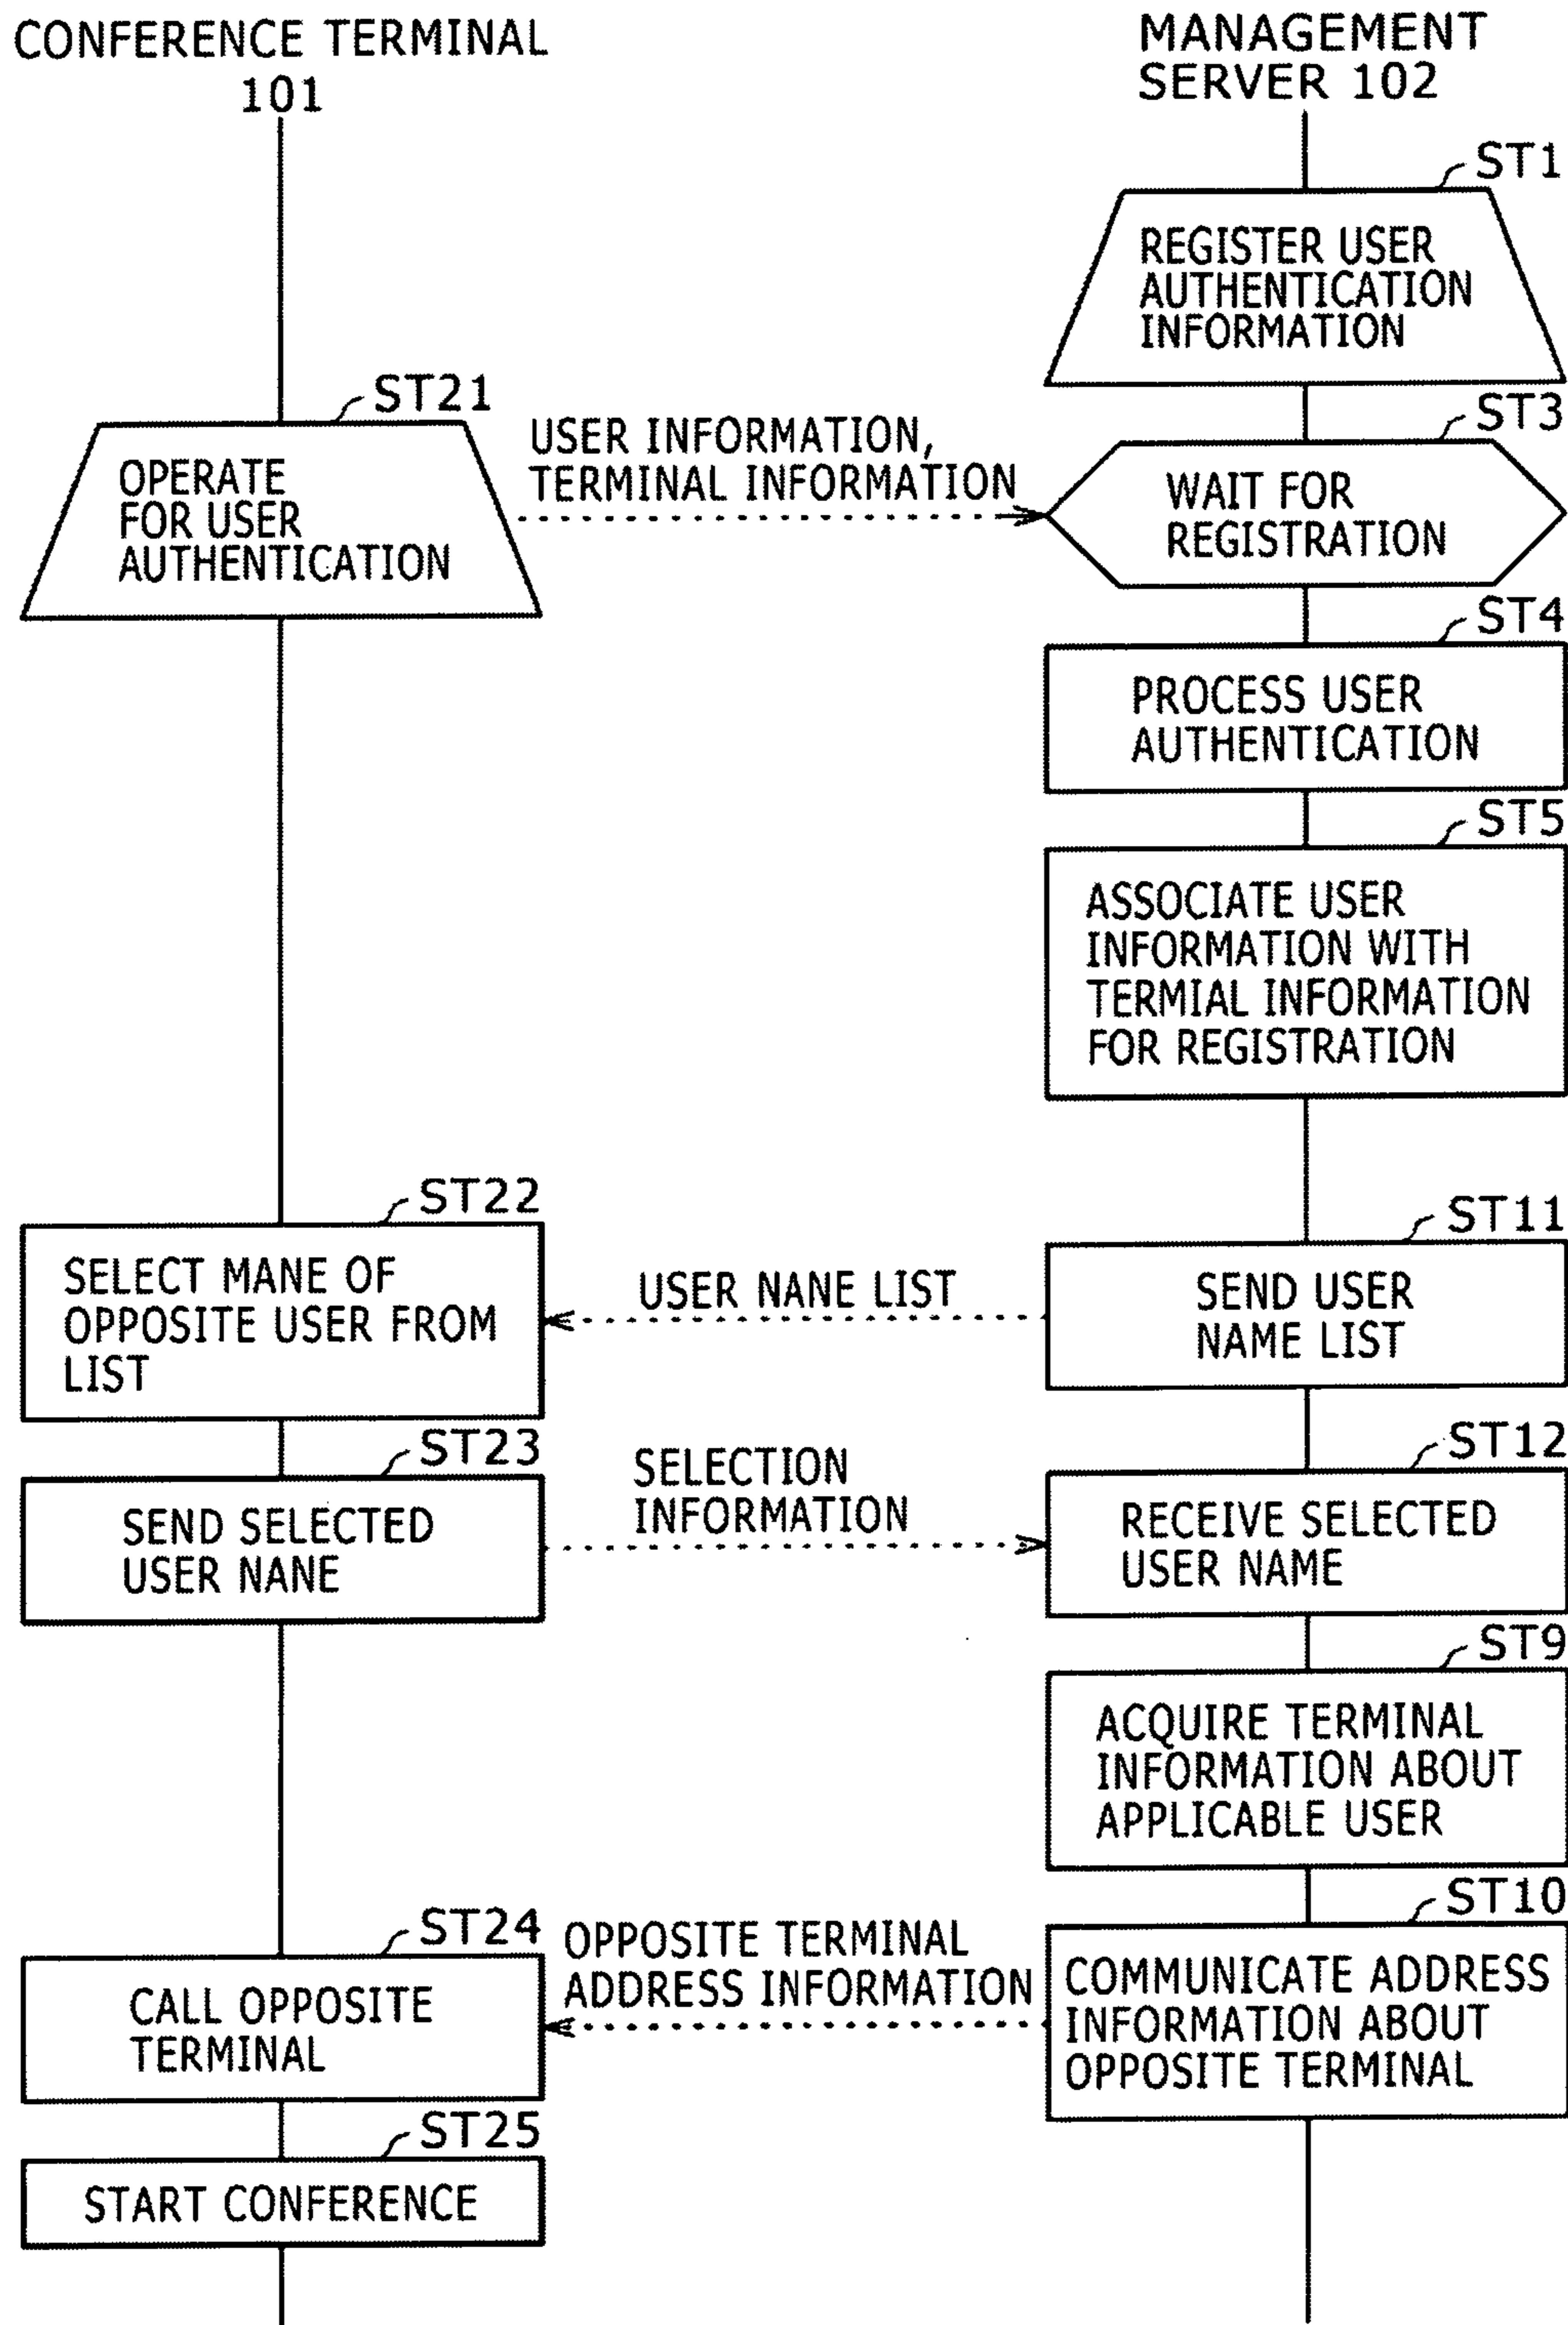 CONFERENCE TERMINAL
101
MANAGEMENT
SERVER 102
ST1
REGISTER USER
AUTHENTICATION
INFORMATION
ST21
OPERATE
FOR USER
AUTHENTICATION
USER INFORMATION,
TERMINAL INFORMATION
ST3
WAIT FOR
REGISTRATION
ST4
PROCESS USER
AUTHENTICATION
ST5
ASSOCIATE USER
INFORMATION WITH
TERMIAL INFORMATION
FOR REGISTRATION
ST22
SELECT MANE OF
OPPOSITE USER FROM
LIST
USER NANE LIST
ST11
SEND USER
NAME LIST
ST23
SEND SELECTED
USER NANE
SELECTION
INFORMATION
ST12
RECEIVE SELECTED
USER NAME
ST9
ACQUIRE TERMINAL
INFORMATION ABOUT
APPLICABLE USER
ST24
CALL OPPOSITE
TERMINAL
OPPOSITE TERMINAL
ADDRESS INFORMATION
ST10
COMMUNICATE ADDRESS
INFORMATION ABOUT
OPPOSITE TERMINAL
ST25
START CONFERENCE